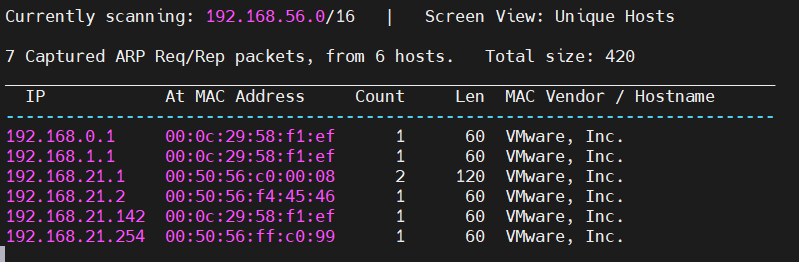 Currently scanning: 192.168.56.0/16   |   Screen View: Unique Hosts
7 Captured ARP Req/Rep packets, from 6 hosts.   Total size: 420
IP            At MAC Address     Count     Len  MAC Vendor / Hostname
192.168.0.1     00:0c:29:58:f1:ef      1      60  VMware, Inc.
192.168.1.1     00:0c:29:58:f1:ef      1      60  VMware, Inc.
192.168.21.1    00:50:56:c0:00:08      2     120  VMware, Inc.
192.168.21.2    00:50:56:f4:45:46      1      60  VMware, Inc.
192.168.21.142  00:0c:29:58:f1:ef      1      60  VMware, Inc.
192.168.21.254  00:50:56:ff:c0:99      1      60  VMware, Inc.